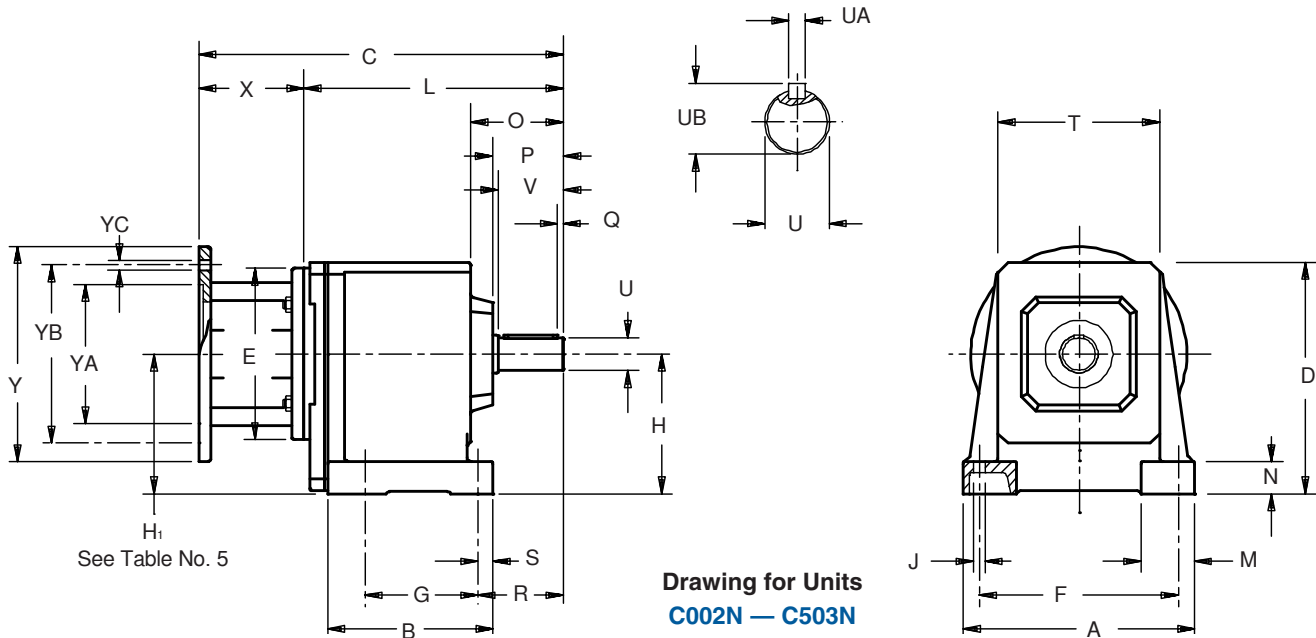 C
X
L
O
P
V
Q
UA
UB
U
T
YC
YB
YA
Y
E
U
H
D
H1
See Table No. 5
S
G
R
B
N
J
M
F
A
Drawing for Units
C002N — C503N